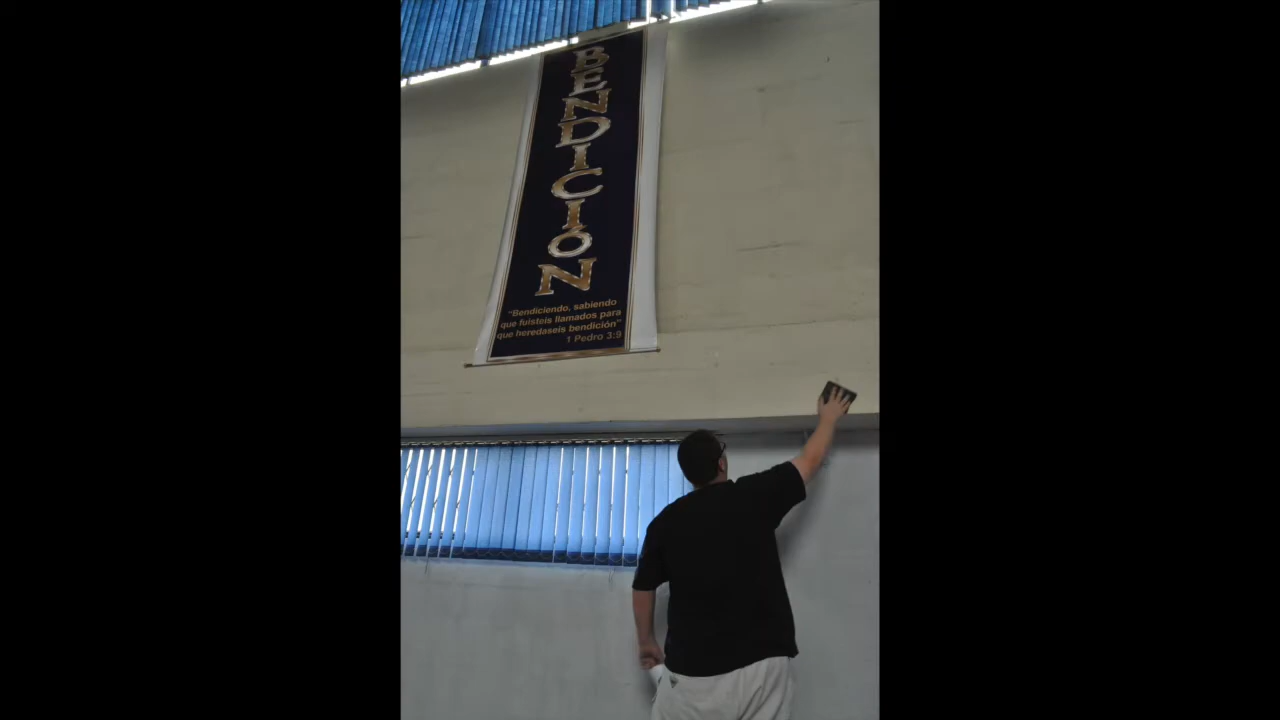 BENDICIÓN
"Bendiciendo, sabiendo
que fuisteis llamados para
que heredaseis bendición"
1 Pedro 3:9